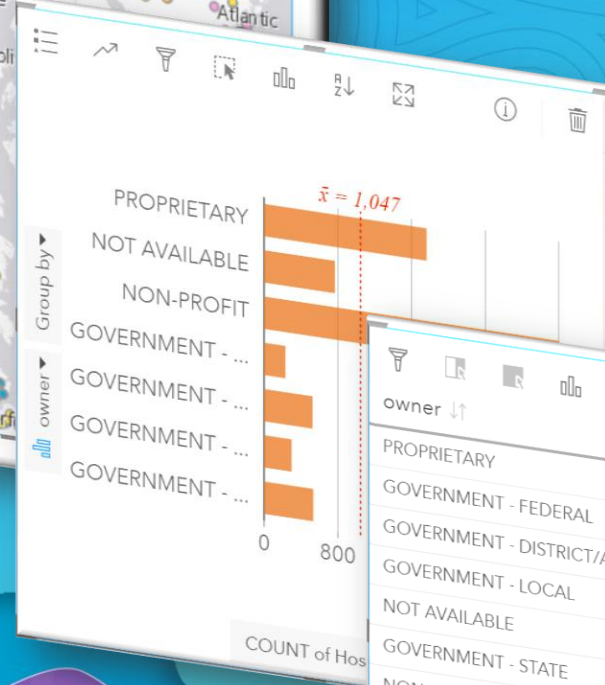 Atlantic
x̄ = 1,047
PROPRIETARY
NOT AVAILABLE
NON-PROFIT
GOVERNMENT - ...
GOVERNMENT - ...
GOVERNMENT - ...
GOVERNMENT - ...
Group by
owner
0
800
COUNT of Hos
owner
PROPRIETARY
GOVERNMENT - FEDERAL
GOVERNMENT - DISTRICT/
GOVERNMENT - LOCAL
NOT AVAILABLE
GOVERNMENT - STATE